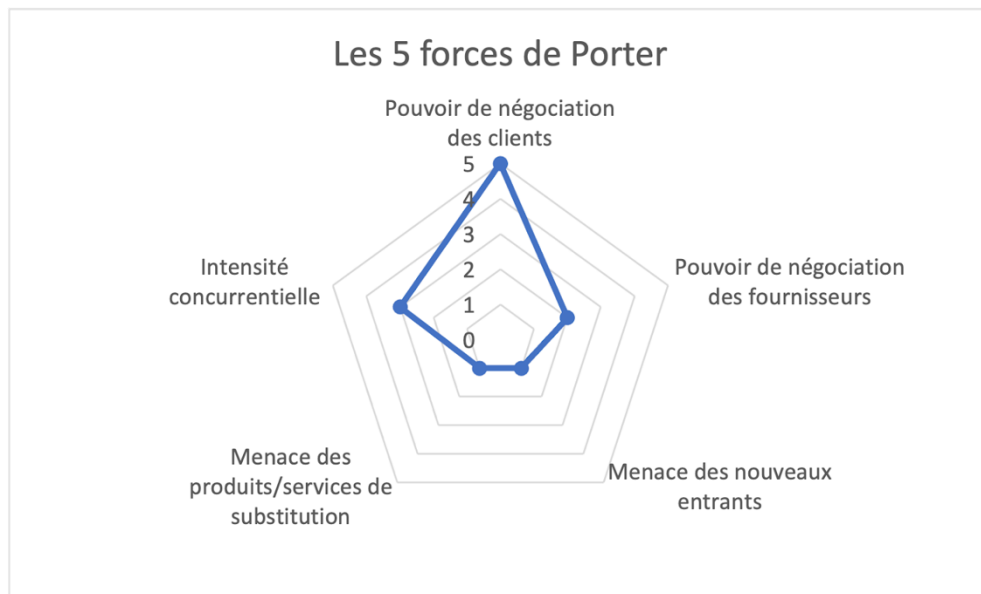 Les 5 forces de Porter
Pouvoir de négociation
des clients
5
4
3
2
1
0
Pouvoir de négociation
des fournisseurs
Menace des nouveaux
entrants
Menace des
produits/services de
substitution
Intensité
concurrentielle